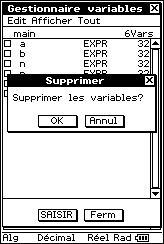 Gestionnaire variables
Edit Afficher Tout
main 6Vars
a EXPR 32
b EXPR 32
n EXPR 32
Supprimer
Supprimer les variables?
OK Annul
SAISIR Ferm
Alg Décimal Réel Rad